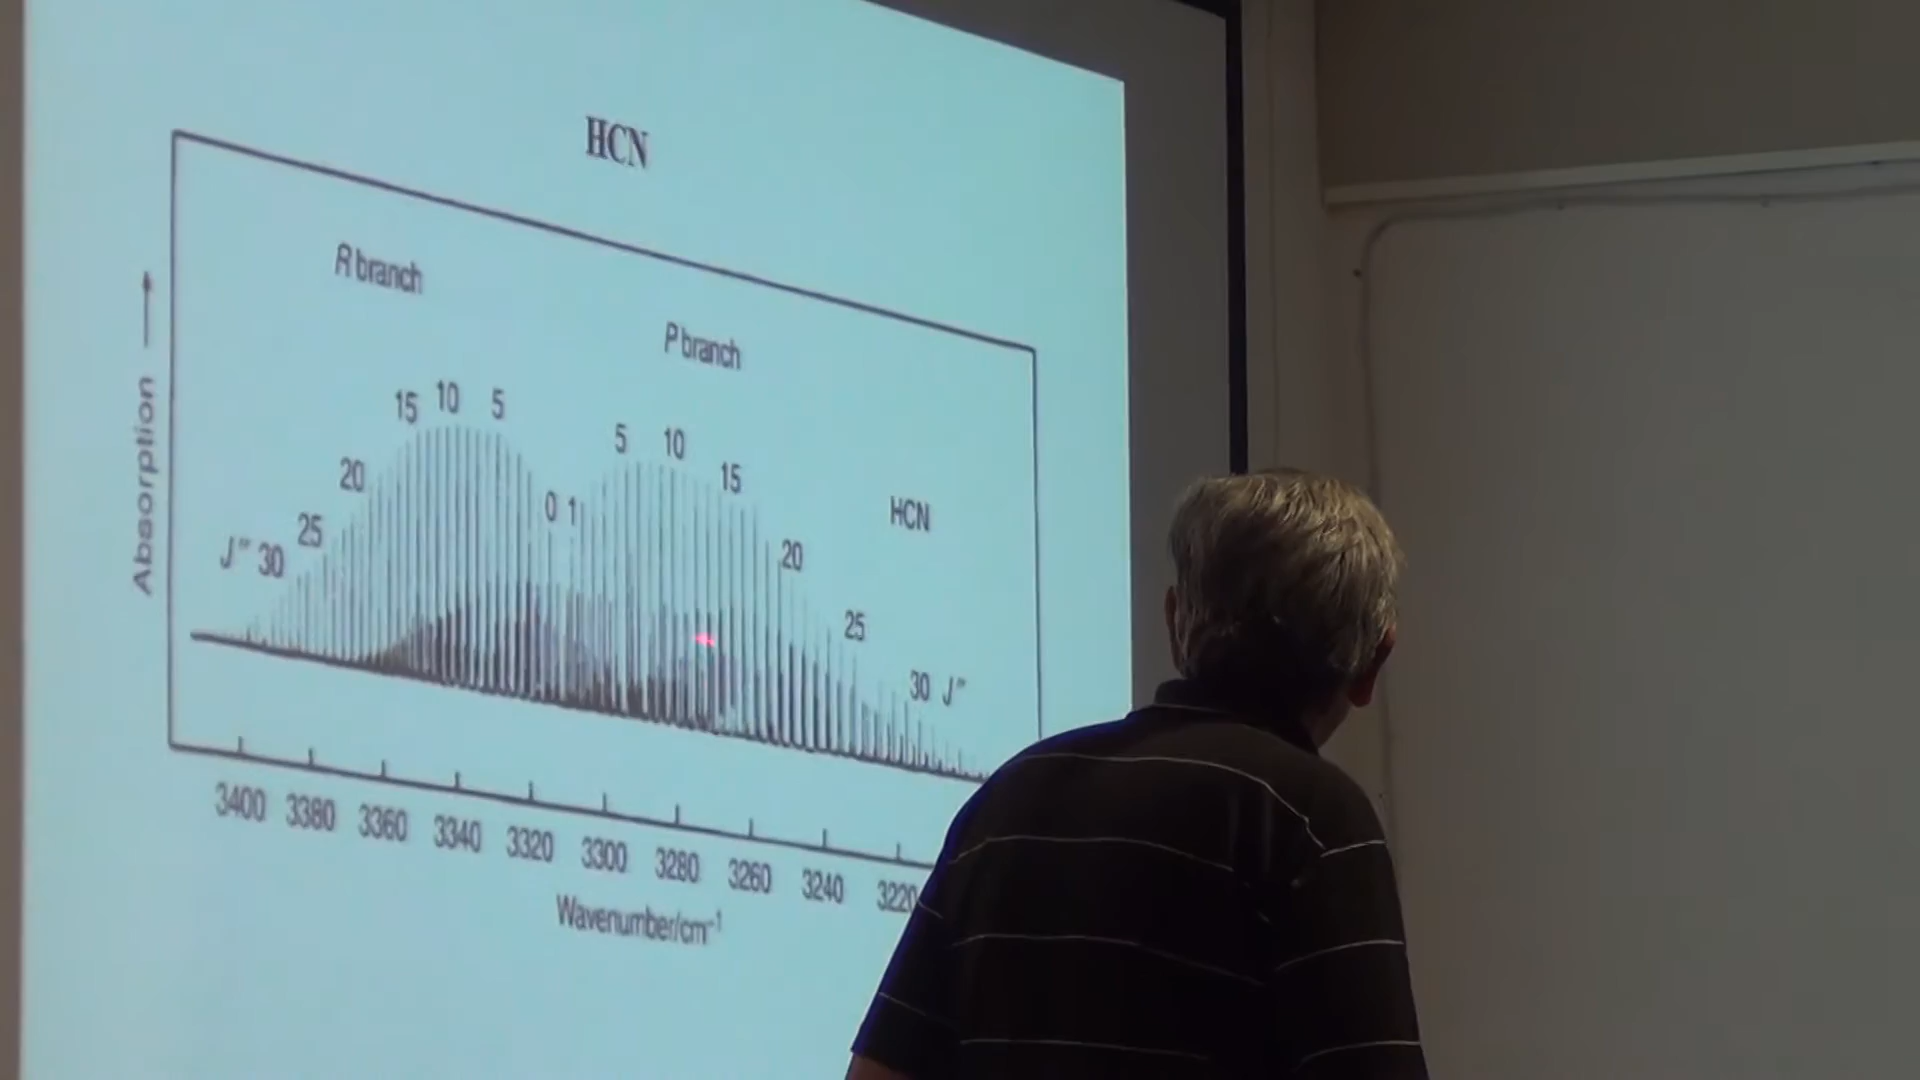 HCN
R branch
P branch
Absorption
15 10 5
5 10
15
20
0 1
HCN
25
J" 30
20
25
30 J"
3400 3380 3360 3340 3320 3300 3280 3260 3240 3220
Wavenumber/cm⁻¹